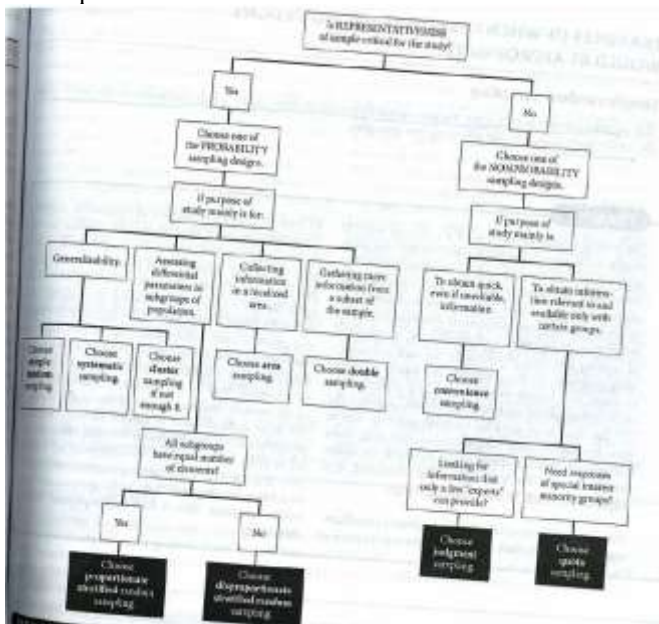 Is REPRESENTATIVENESS
of sample critical for the study?
Yes
No
Choose one of
the PROBABILITY
sampling designs.
Choose one of
the NONPROBABILITY
sampling designs.
If purpose of
study mainly is for:
If purpose of
study mainly is
Generalizability.
Assessing
differential
parameters in
subgroups of
population.
Collecting
information
in a localized
area.
Gathering more
information from
a subset of
the sample.
To obtain quick,
even if unreliable,
information.
To obtain informa-
tion relevant to and
available only with
certain groups.
Choose
systematic
sampling.
Choose
cluster
sampling
if not
enough $.
Choose area
sampling.
Choose double
sampling.
Choose
convenience
sampling.
All subgroups
have equal number
of elements?
Looking for
information that
only a few "experts"
can provide?
Need responses
of special interest
minority groups?
Yes
No
Choose
judgment
sampling.
Choose
quota
sampling.
Choose
proportionate
stratified random
sampling.
Choose
disproportionate
stratified random
sampling.